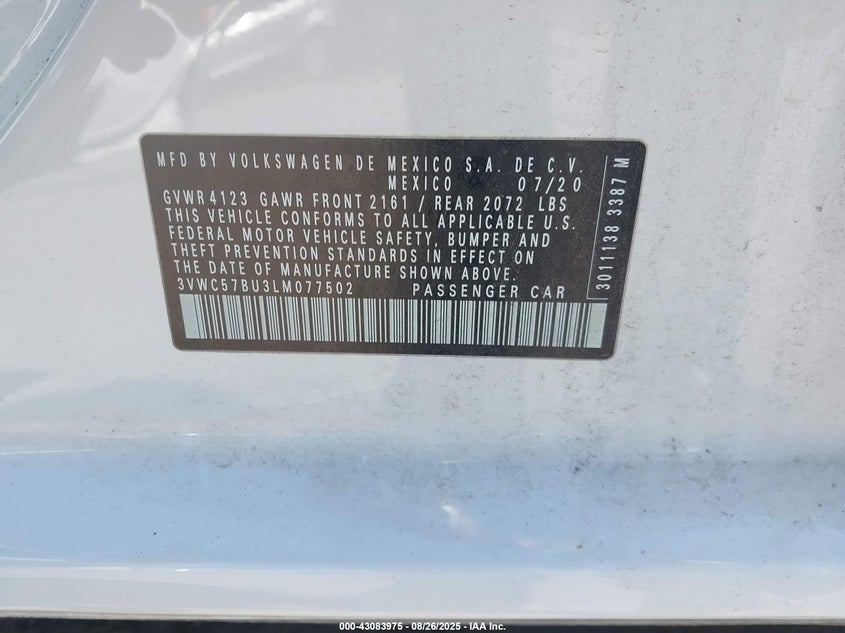 MFD BY VOLKSWAGEN DE MEXICO S.A. DE C.V.
MEXICO 07/20
GVWR 4123 GAWR FRONT 2161 / REAR 2072 LBS
THIS VEHICLE CONFORMS TO ALL APPLICABLE U.S.
FEDERAL MOTOR VEHICLE SAFETY, BUMPER AND
THEFT PREVENTION STANDARDS IN EFFECT ON
THE DATE OF MANUFACTURE SHOWN ABOVE.
3VWC57BU3LM077502 PASSENGER CAR
3011138 3387 M
000-43083975 - 08/26/2025 - IAA Inc.